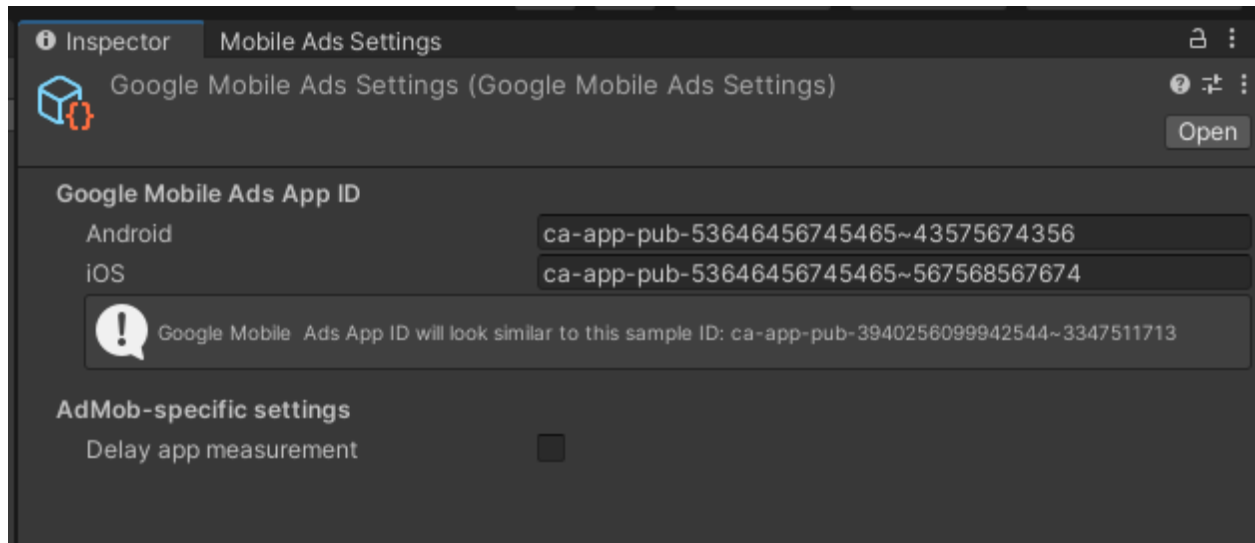 Inspector Mobile Ads Settings
Google Mobile Ads Settings (Google Mobile Ads Settings)
Open
Google Mobile Ads App ID
Android ca-app-pub-53646456745465~43575674356
iOS ca-app-pub-53646456745465~567568567674
Google Mobile Ads App ID will look similar to this sample ID: ca-app-pub-3940256099942544~3347511713
AdMob-specific settings
Delay app measurement